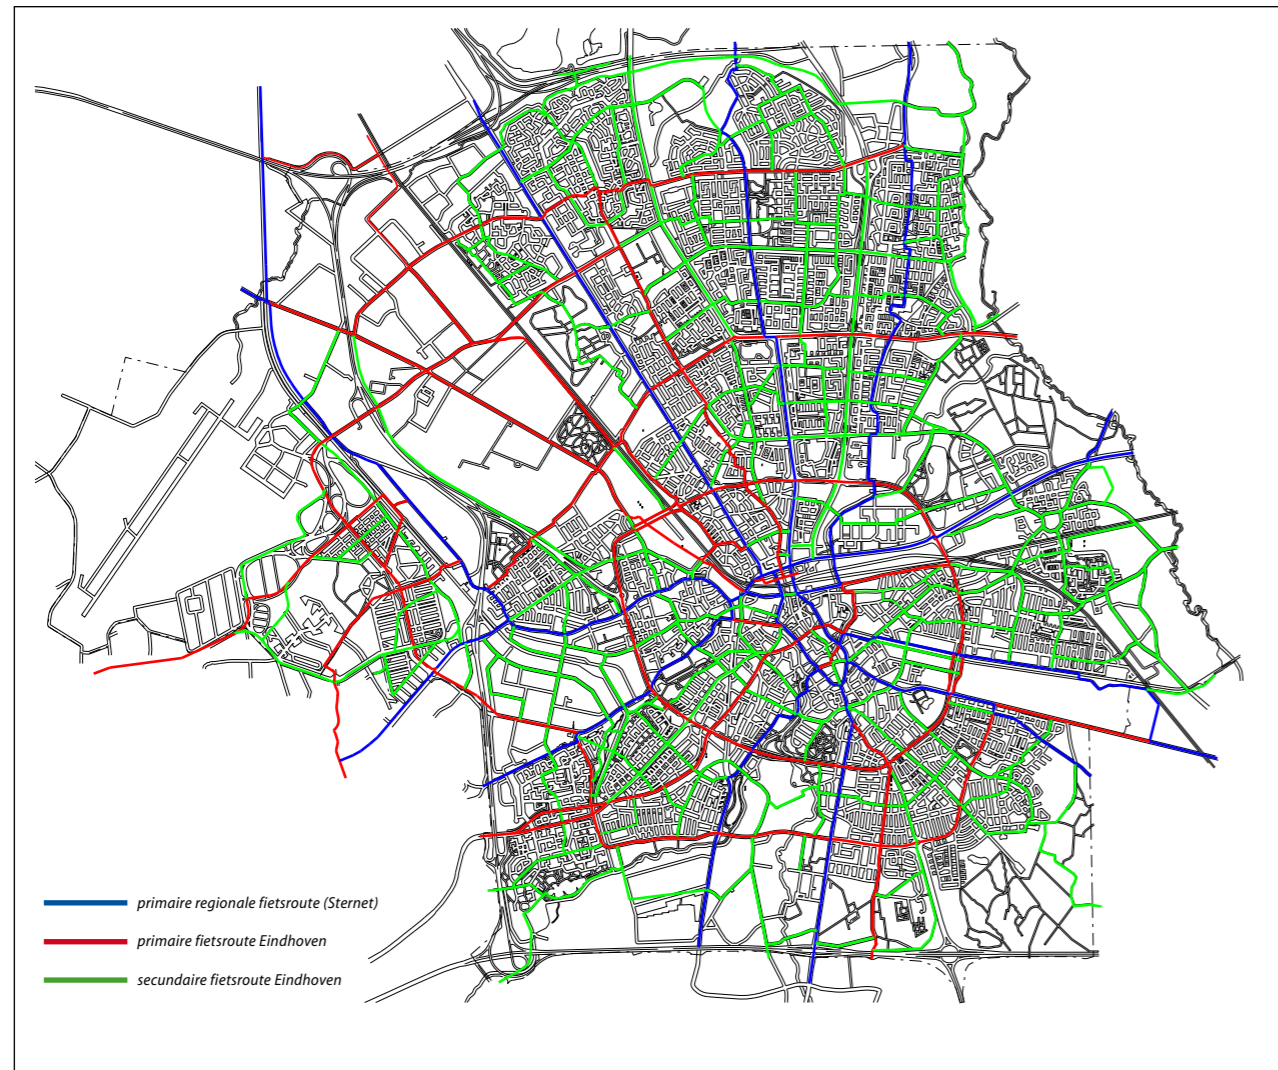 primaire regionale fietsroute (Sternet)
primaire fietsroute Eindhoven
secundaire fietsroute Eindhoven